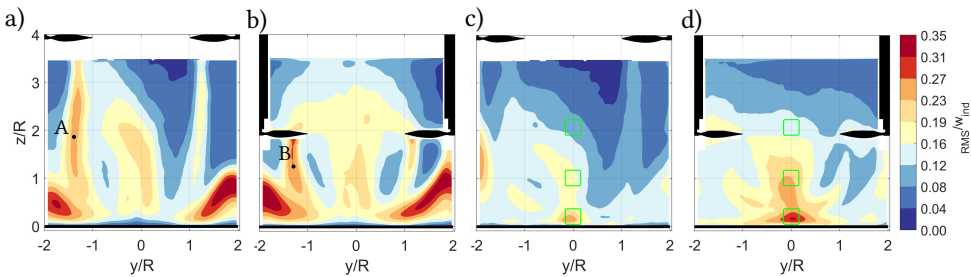 a) b) c) d)
4 3 2 1 0
z/R
A
B
-2 -1 0 1 2
-2 -1 0 1 2
-2 -1 0 1 2
-2 -1 0 1 2
y/R y/R y/R y/R
0.35
0.31
0.27
0.23
0.19
0.16
0.12
0.08
0.04
0.00
RMS/w_ind